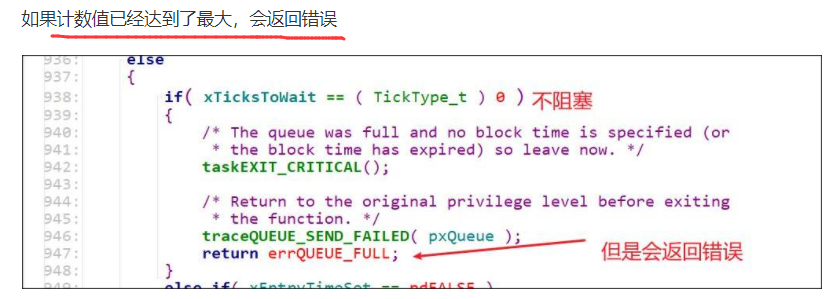 如果计数值已经达到了最大，会返回错误
936: else
937: {
938: if( xTicksToWait == ( TickType_t ) 0 ) 不阻塞
939: {
940: /* The queue was full and no block time is specified (or
941: * the block time has expired) so leave now. */
942: taskEXIT_CRITICAL();
943:
944: /* Return to the original privilege level before exiting
945: * the function. */
946: traceQUEUE_SEND_FAILED( pxQueue );
947: return errQUEUE_FULL; 但是会返回错误
948: }
949: else if( xEntryTimeSet == pdFALSE )